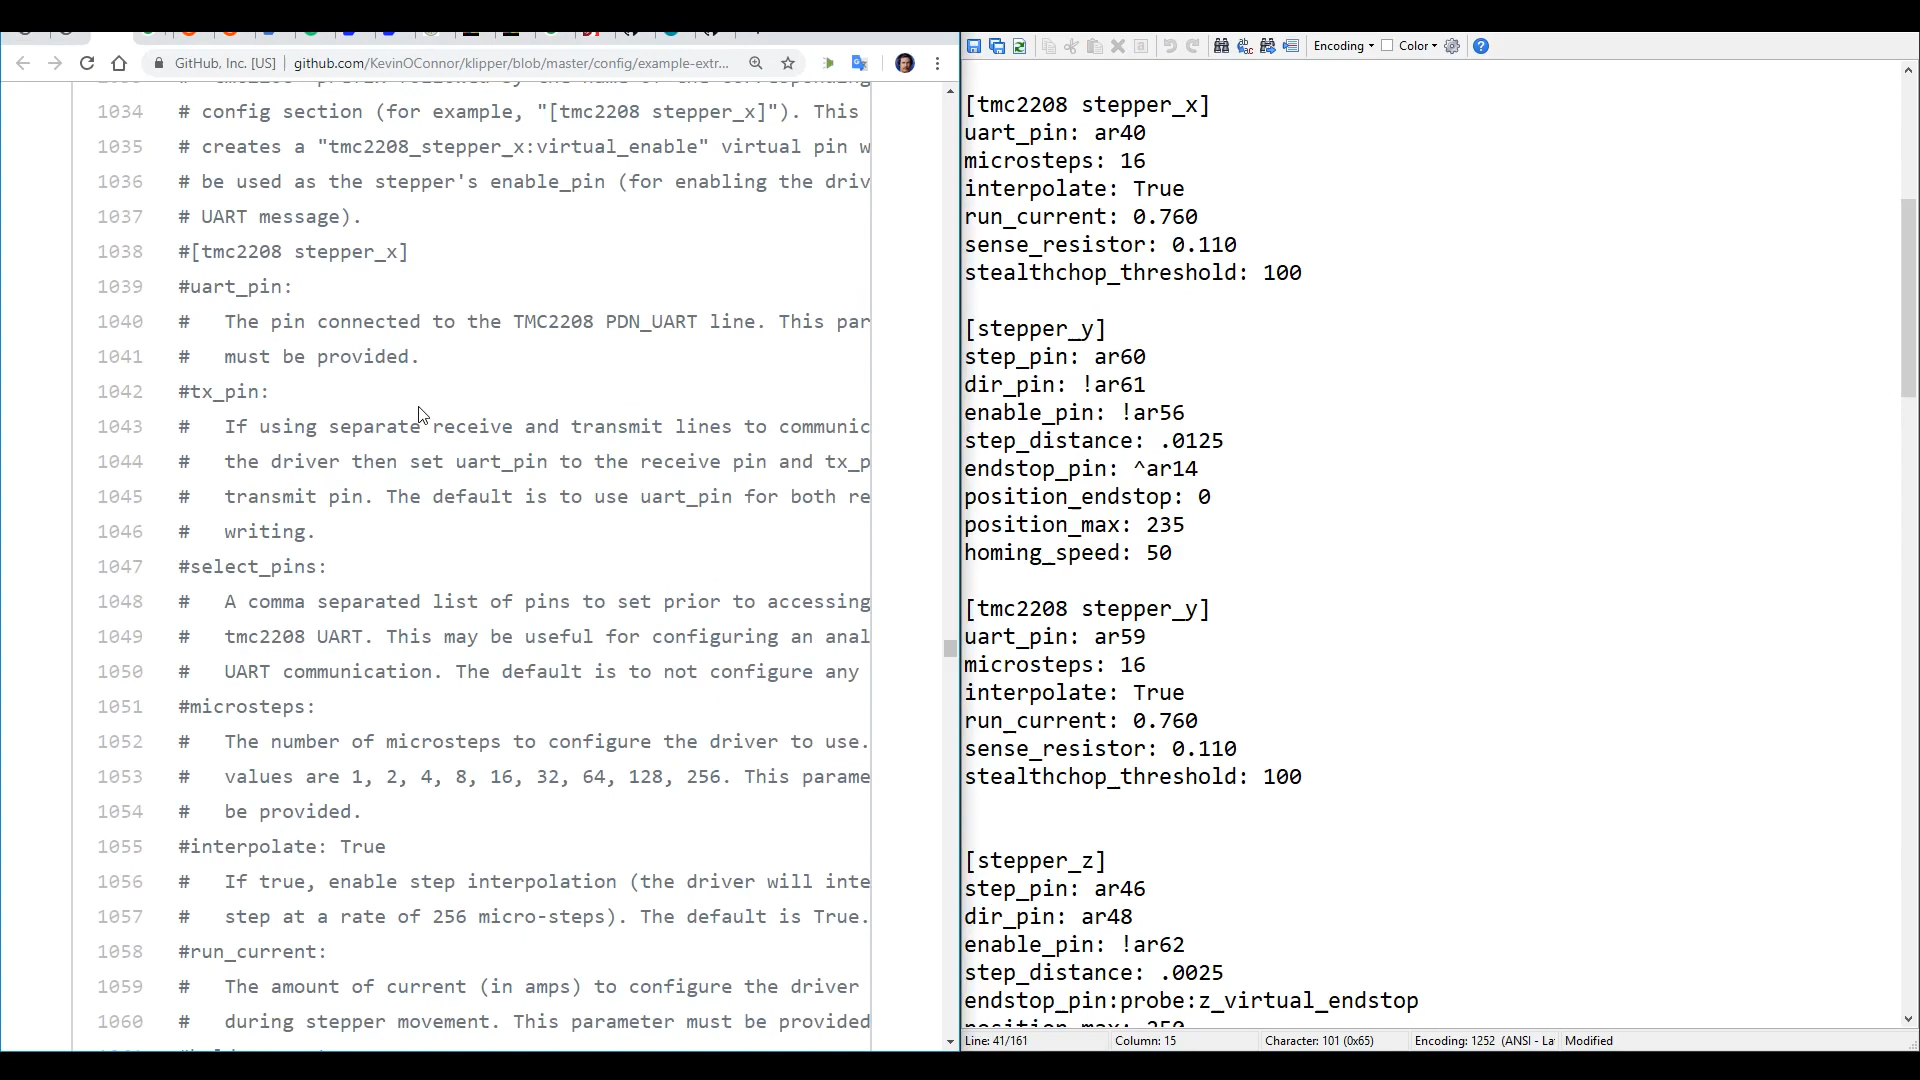 GitHub, Inc. [US]
github.com/KevinOConnor/klipper/blob/master/config/example-extr...
1034 # config section (for example, "[tmc2208 stepper_x]"). This
1035 # creates a "tmc2208_stepper_x:virtual_enable" virtual pin w
1036 # be used as the stepper's enable_pin (for enabling the driv
1037 # UART message).
1038 #[tmc2208 stepper_x]
1039 #uart_pin:
1040 # The pin connected to the TMC2208 PDN_UART line. This par
1041 # must be provided.
1042 #tx_pin:
1043 # If using separate receive and transmit lines to communic
1044 # the driver then set uart_pin to the receive pin and tx_p
1045 # transmit pin. The default is to use uart_pin for both re
1046 # writing.
1047 #select_pins:
1048 # A comma separated list of pins to set prior to accessing
1049 # tmc2208 UART. This may be useful for configuring an anal
1050 # UART communication. The default is to not configure any
1051 #microsteps:
1052 # The number of microsteps to configure the driver to use.
1053 # values are 1, 2, 4, 8, 16, 32, 64, 128, 256. This parame
1054 # be provided.
1055 #interpolate: True
1056 # If true, enable step interpolation (the driver will inte
1057 # step at a rate of 256 micro-steps). The default is True.
1058 #run_current:
1059 # The amount of current (in amps) to configure the driver
1060 # during stepper movement. This parameter must be provided
Encoding
Color
[tmc2208 stepper_x]
uart_pin: ar40
microsteps: 16
interpolate: True
run_current: 0.760
sense_resistor: 0.110
stealthchop_threshold: 100
[stepper_y]
step_pin: ar60
dir_pin: !ar61
enable_pin: !ar56
step_distance: .0125
endstop_pin: ^ar14
position_endstop: 0
position_max: 235
homing_speed: 50
[tmc2208 stepper_y]
uart_pin: ar59
microsteps: 16
interpolate: True
run_current: 0.760
sense_resistor: 0.110
stealthchop_threshold: 100
[stepper_z]
step_pin: ar46
dir_pin: ar48
enable_pin: !ar62
step_distance: .0025
endstop_pin:probe:z_virtual_endstop
position_max: 250
Line: 41/161
Column: 15
Character: 101 (0x65)
Encoding: 1252 (ANSI - La
Modified